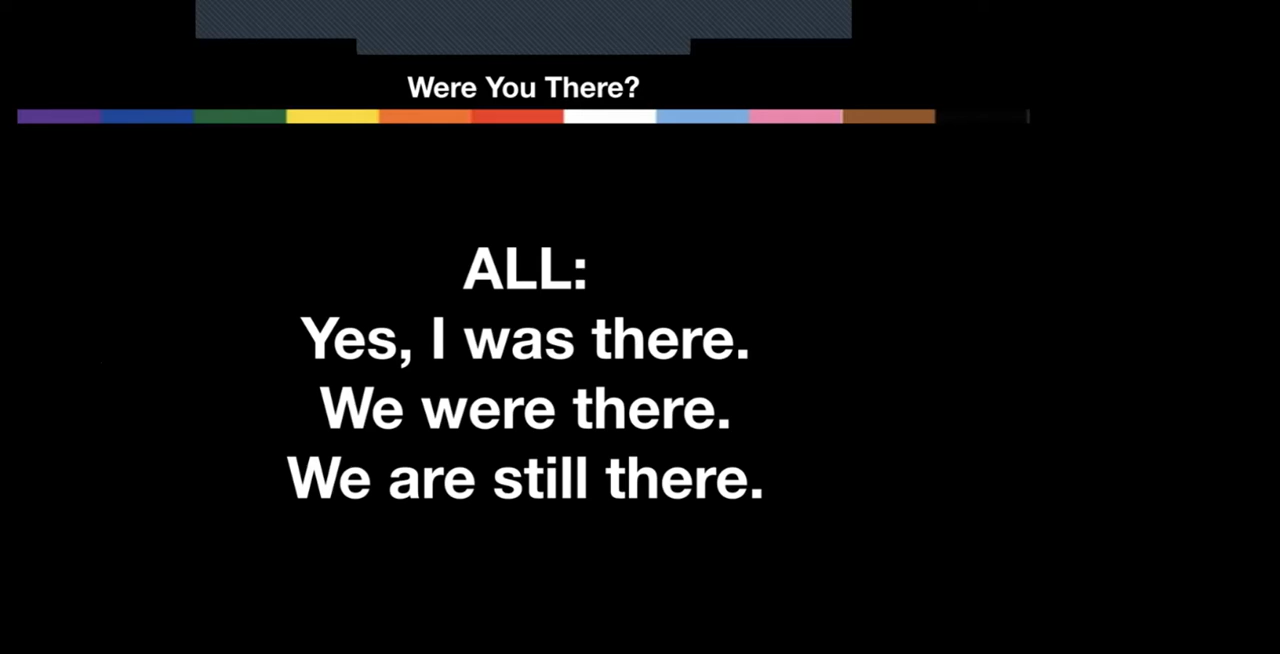 Were You There?
ALL:
Yes, I was there.
We were there.
We are still there.